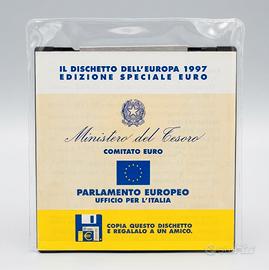 IL DISCHETTO DELL'EUROPA 1997
EDIZIONE SPECIALE EURO
Ministero del Tesoro
COMITATO EURO
PARLAMENTO EUROPEO
UFFICIO PER L'ITALIA
COPIA QUESTO DISCHETTO
E REGALALO A UN AMICO.
subito